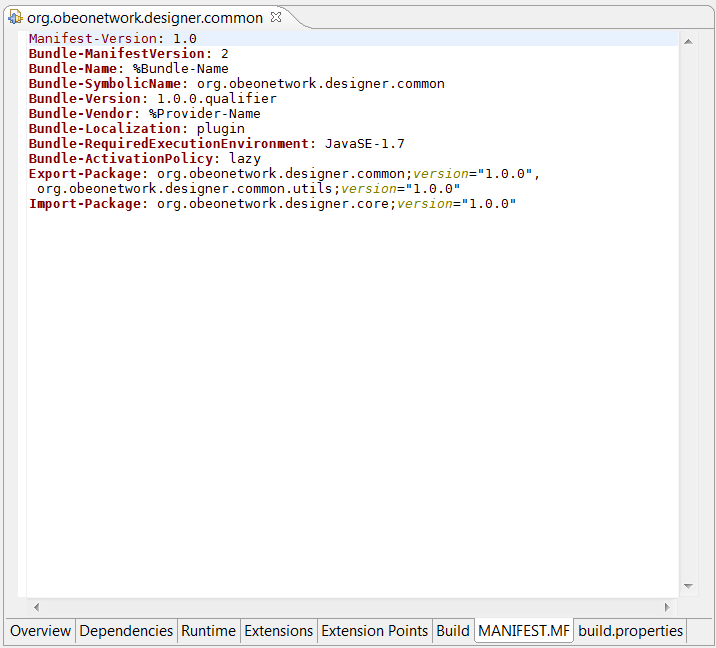 org.obeonetwork.designer.common
Manifest-Version: 1.0
Bundle-ManifestVersion: 2
Bundle-Name: %Bundle-Name
Bundle-SymbolicName: org.obeonetwork.designer.common
Bundle-Version: 1.0.0.qualifier
Bundle-Vendor: %Provider-Name
Bundle-Localization: plugin
Bundle-RequiredExecutionEnvironment: JavaSE-1.7
Bundle-ActivationPolicy: lazy
Export-Package: org.obeonetwork.designer.common;version="1.0.0",
 org.obeonetwork.designer.common.utils;version="1.0.0"
Import-Package: org.obeonetwork.designer.core;version="1.0.0"
Overview Dependencies Runtime Extensions Extension Points Build MANIFEST.MF build.properties